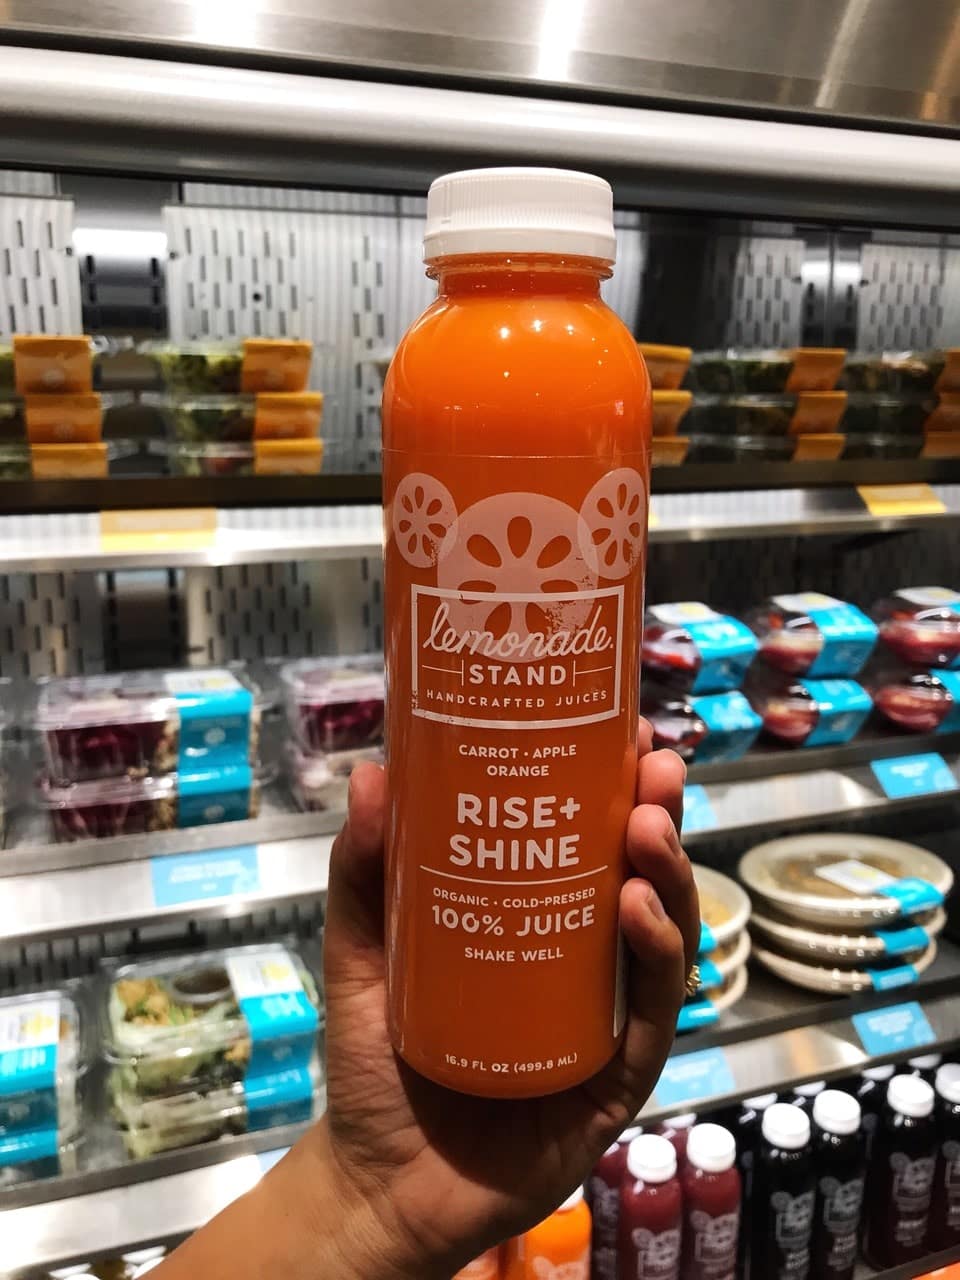 lemonade
STAND
HANDCRAFTED JUICES
CARROT • APPLE
ORANGE
RISE+
SHINE
ORGANIC • COLD-PRESSED
100% JUICE
SHAKE WELL
16.9 FL OZ (499.8 ML)